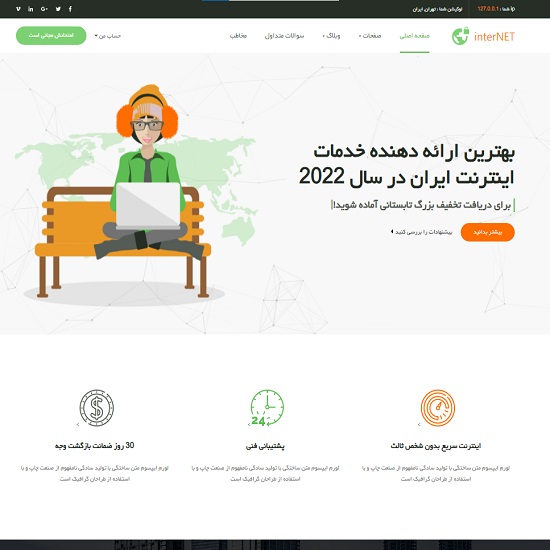 ip شما : 127.0.0.1
لوکیشن شما : تهران, ایران
interNET
صفحه اصلی
صفحات
وبلاگ
سوالات متداول
مخاطب
حساب من
امتحانش مجانی است
بهترین ارائه دهنده خدمات
اینترنت ایران در سال 2022
برای دریافت تخفیف بزرگ تابستانی آماده شوید!
بیشتر بدانید
پیشنهادات را بررسی کنید
اینترنت سریع بدون شخص ثالث
لورم ایپسوم متن ساختگی با تولید سادگی نامفهوم از صنعت چاپ و با
استفاده از طراحان گرافیک است
24
پشتیبانی فنی
لورم ایپسوم متن ساختگی با تولید سادگی نامفهوم از صنعت چاپ و با
استفاده از طراحان گرافیک است
30 روز ضمانت بازگشت وجه
لورم ایپسوم متن ساختگی با تولید سادگی نامفهوم از صنعت چاپ و با
استفاده از طراحان گرافیک است